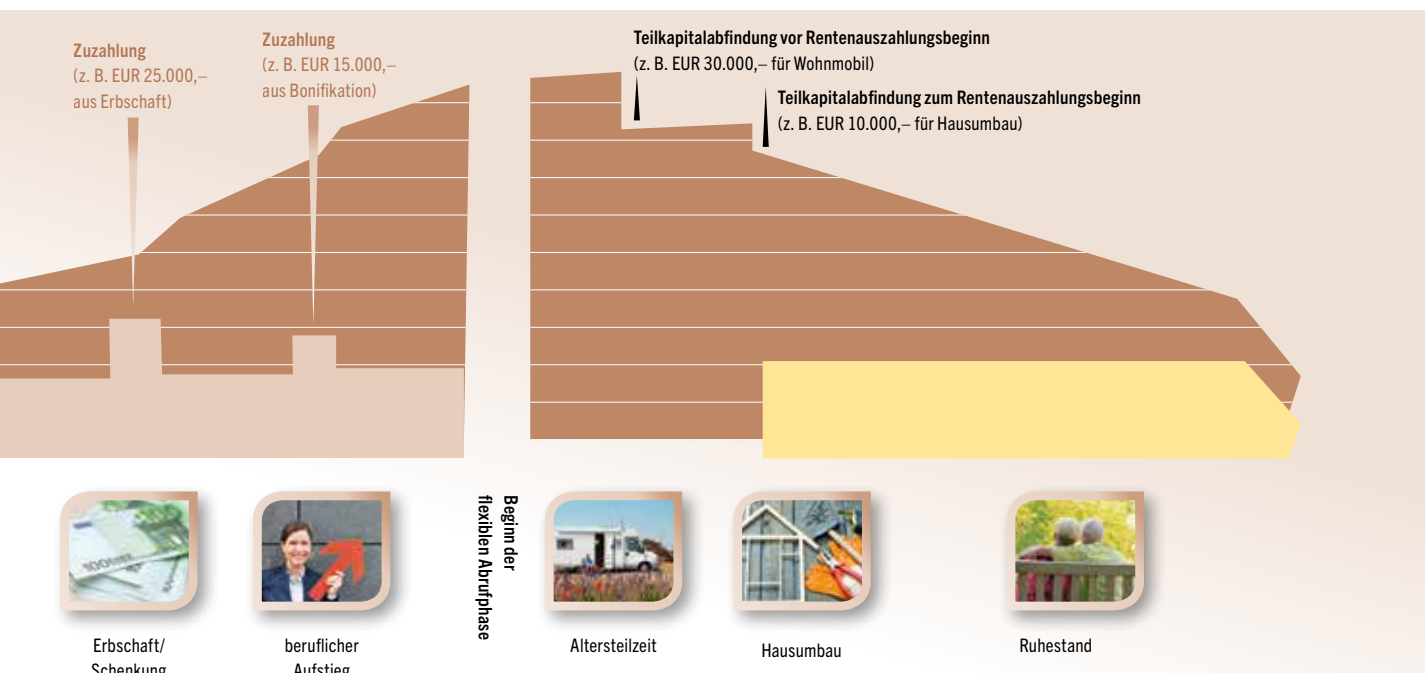 Zuzahlung
(z. B. EUR 25.000,–
aus Erbschaft)
Zuzahlung
(z. B. EUR 15.000,–
aus Bonifikation)
Teilkapitalabfindung vor Rentenauszahlungsbeginn
(z. B. EUR 30.000,– für Wohnmobil)
Teilkapitalabfindung zum Rentenauszahlungsbeginn
(z. B. EUR 10.000,– für Hausumbau)
Beginn der
flexiblen Abrufphase
100
Erbschaft/
Schenkung
beruflicher
Aufstieg
Altersteilzeit
Hausumbau
Ruhestand